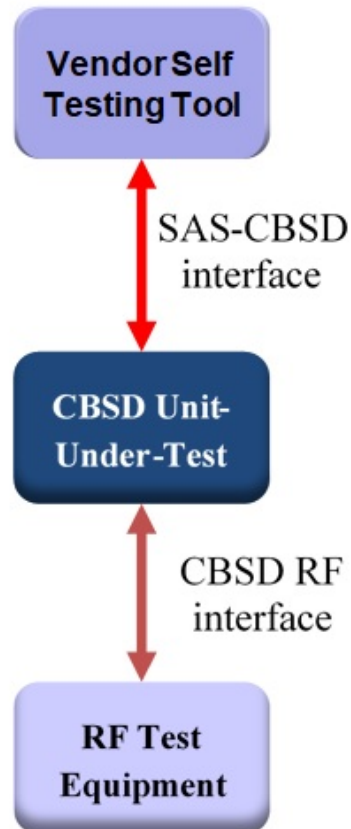 Vendor Self
Testing Tool
SAS-CBSD
interface
CBSD Unit-
Under-Test
CBSD RF
interface
RF Test
Equipment